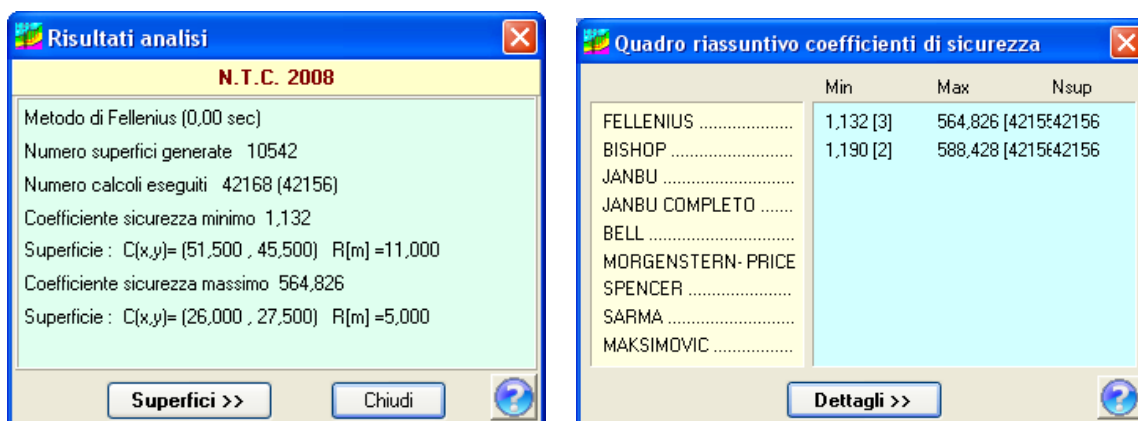 Risultati analisi
N.T.C. 2008
Metodo di Fellenius (0,00 sec)
Numero superfici generate 10542
Numero calcoli eseguiti 42168 (42156)
Coefficiente sicurezza minimo 1,132
Superficie : C(x,y)= (51,500 , 45,500) R[m] =11,000
Coefficiente sicurezza massimo 564,826
Superficie : C(x,y)= (26,000 , 27,500) R[m] =5,000
Superfici >> Chiudi
Quadro riassuntivo coefficienti di sicurezza
Min Max Nsup
FELLENIUS ................... 1,132 [3] 564,826 [4215 42156
BISHOP ......................... 1,190 [2] 588,428 [4215 42156
JANBU ..........................
JANBU COMPLETO .......
BELL .............................
MORGENSTERN- PRICE
SPENCER ......................
SARMA .........................
MAKSIMOVIC ................
Dettagli >>